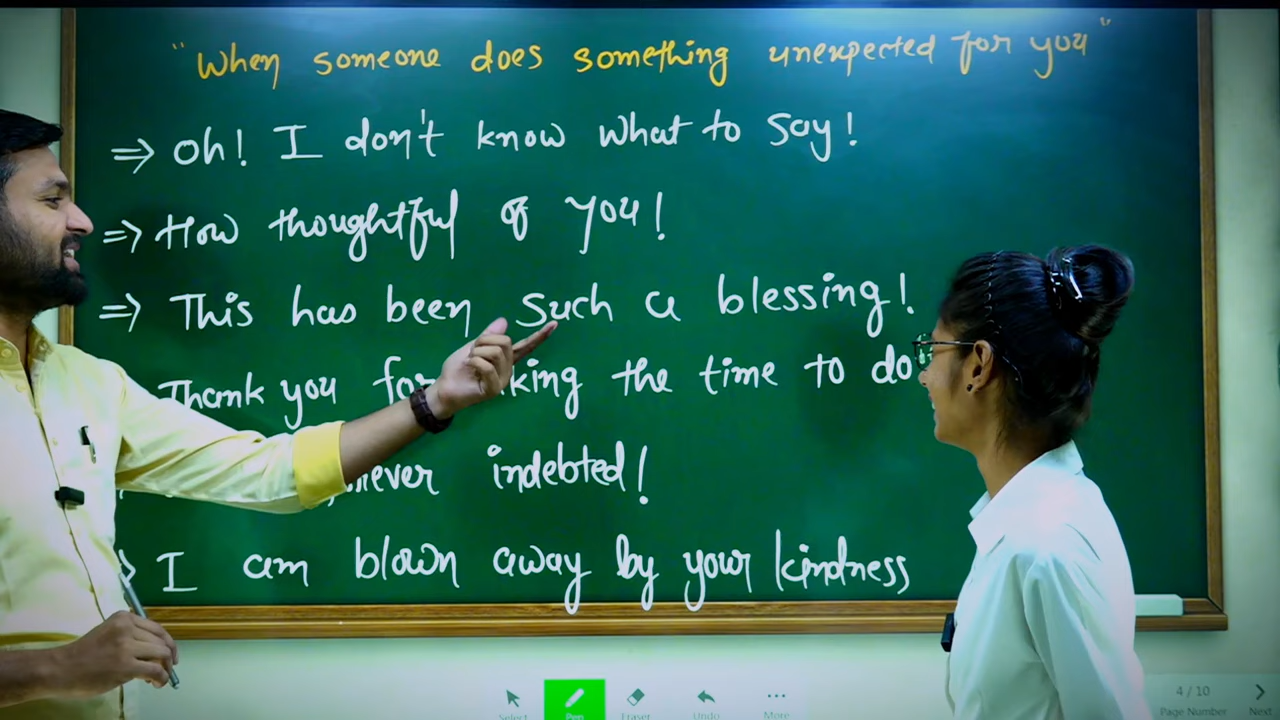 "When someone does something unexpected for you"
⇒ Oh! I don't know what to say!
⇒ How thoughtful of you!
⇒ This has been such a blessing!
Thank you for the time to do
indebted!
I am blown away by your kindness
Select Pen Eraser Undo More
4 / 10
Page Number Next